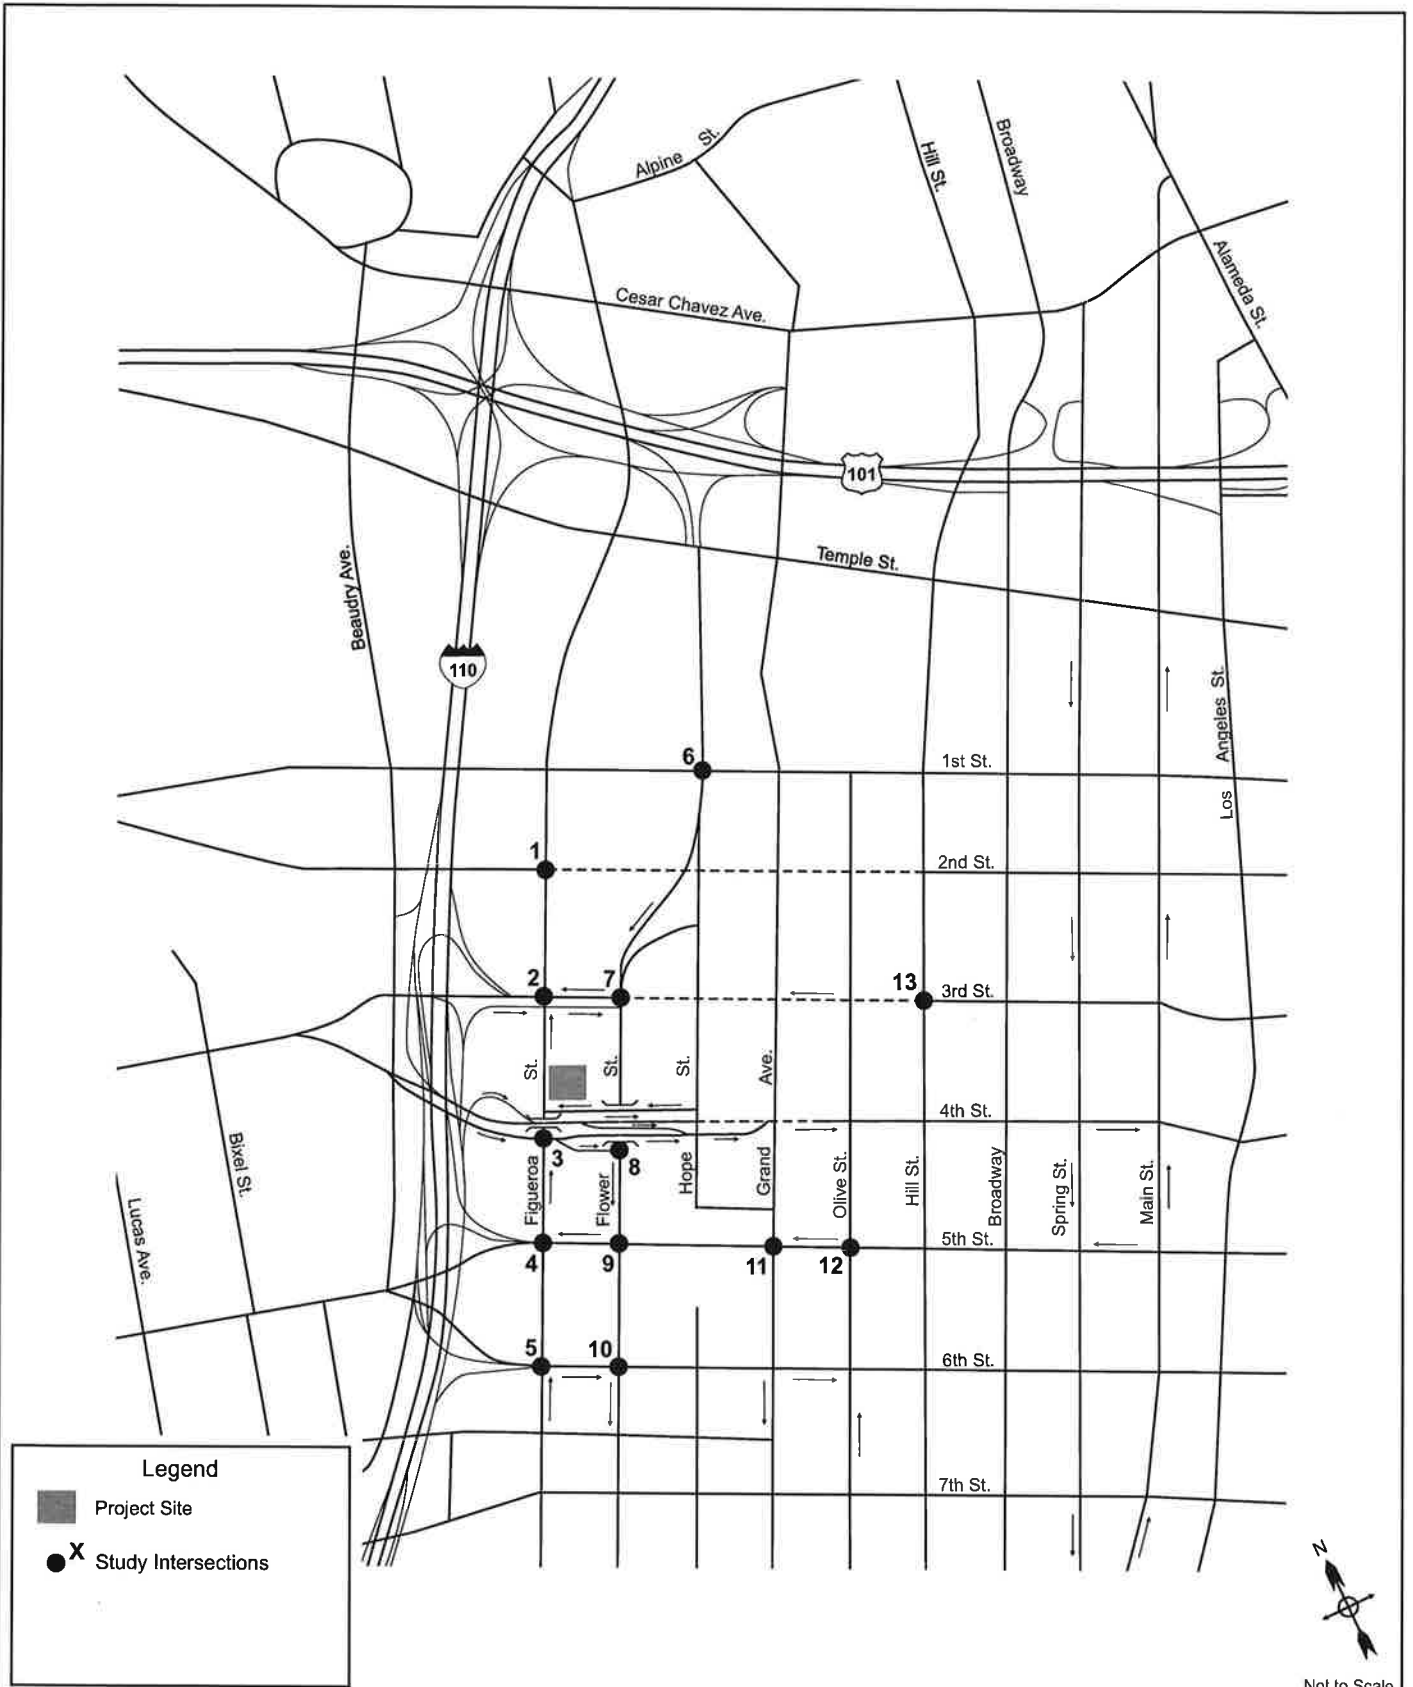 Alpine St.
Hill St.
Broadway
Cesar Chavez Ave.
Alameda St.
101
Temple St.
Beaudry Ave.
110
Los Angeles St.
6
1st St.
1
2nd St.
2
7
13
3rd St.
St.
St.
St.
Ave.
4th St.
3
8
Bixel St.
Lucas Ave.
Figueroa
Flower
Hope
Grand
Olive St.
Hill St.
Broadway
Spring St.
Main St.
5th St.
4
9
11
12
5
10
6th St.
7th St.
Legend
Project Site
X
Study Intersections
N
Not to Scale